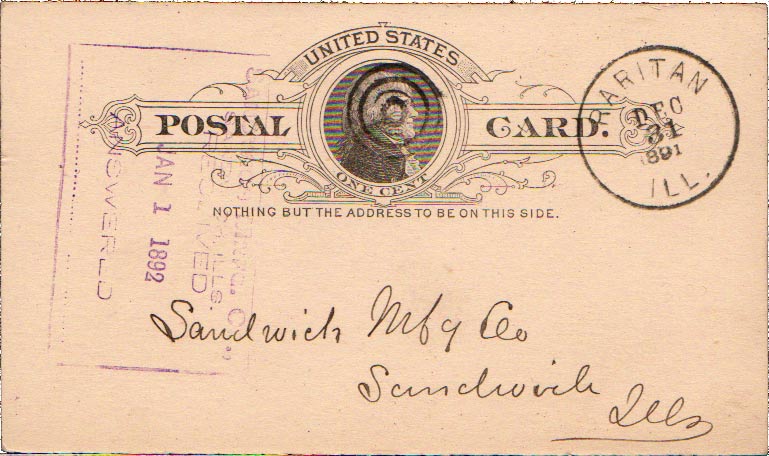 UNITED STATES
POSTAL CARD.
ONE CENT
NOTHING BUT THE ADDRESS TO BE ON THIS SIDE.
RARITAN
DEC
31
1891
ILL.
RECEIVED
JAN 1 1892
ANSWERED
Sandwich Mfg Co
Sandwich
Ills